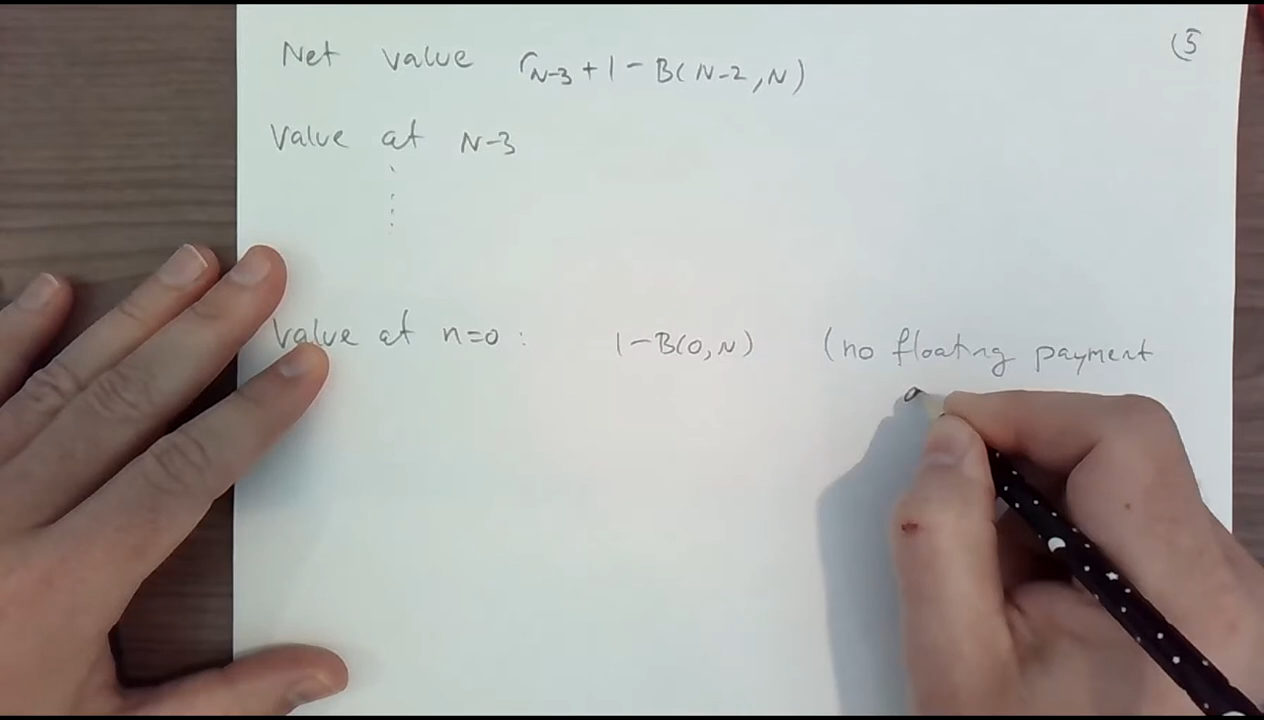 (5
Net value r_{N-3} + 1 - B(N-2, N)
Value at N-3
⋮
Value at n=0 : 1 - B(0, N) (no floating payment
a